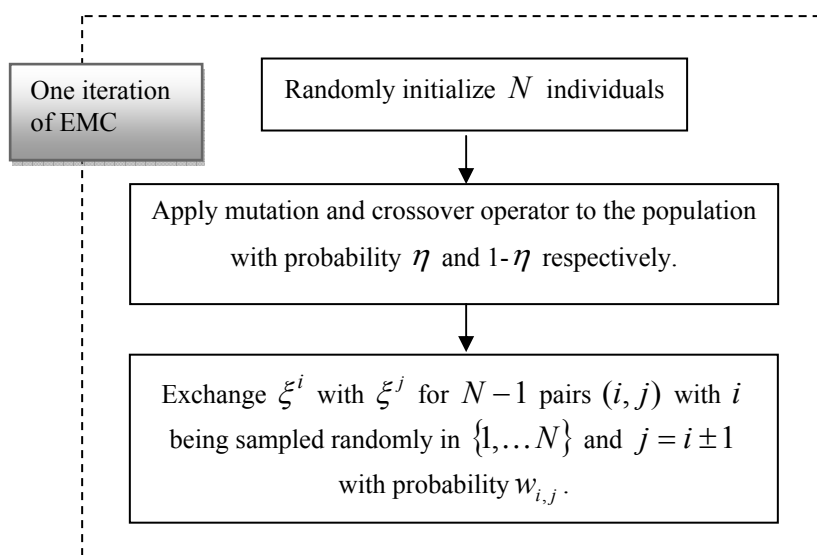 One iteration
of EMC
Randomly initialize N individuals
Apply mutation and crossover operator to the population
with probability η and 1-η respectively.
Exchange ξ^i with ξ^j for N − 1 pairs (i, j) with i
being sampled randomly in {1,…N} and j = i ± 1
with probability w_{i,j}.